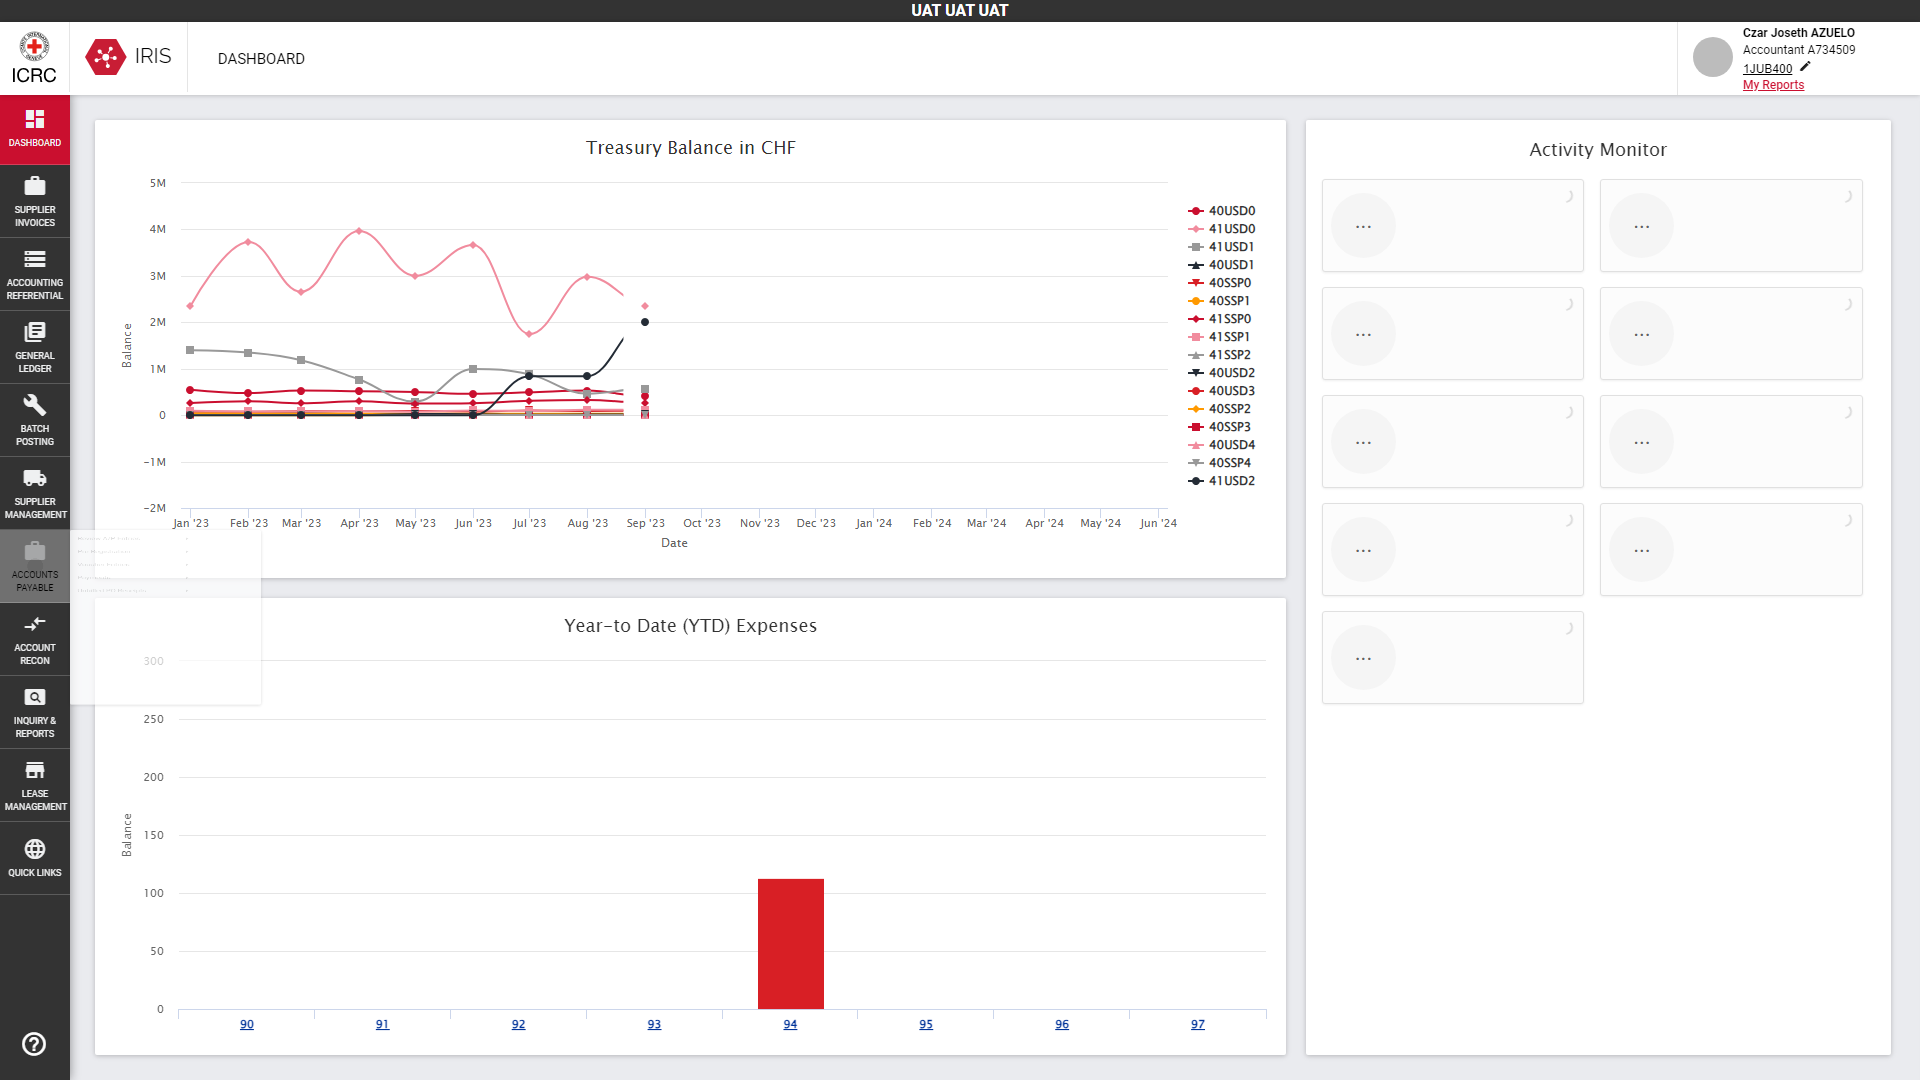 UAT UAT UAT
ICRC
IRIS
DASHBOARD
Czar Joseth AZUELO
Accountant A734509
1JUB400
My Reports
DASHBOARD
SUPPLIER
INVOICES
ACCOUNTING
REFERENTIAL
GENERAL
LEDGER
BATCH
POSTING
SUPPLIER
MANAGEMENT
ACCOUNTS
PAYABLE
ACCOUNT
RECON
INQUIRY &
REPORTS
LEASE
MANAGEMENT
QUICK LINKS
Treasury Balance in CHF
5M
4M
3M
2M
1M
0
-1M
-2M
Balance
Jan '23 Feb '23 Mar '23 Apr '23 May '23 Jun '23 Jul '23 Aug '23 Sep '23 Oct '23 Nov '23 Dec '23 Jan '24 Feb '24 Mar '24 Apr '24 May '24 Jun '24
Date
40USD0
41USD0
41USD1
40USD1
40SSP0
40SSP1
41SSP0
41SSP1
41SSP2
40USD2
40USD3
40SSP2
40SSP3
40USD4
40SSP4
41USD2
Year-to Date (YTD) Expenses
300
250
200
150
100
50
0
Balance
90 91 92 93 94 95 96 97
Activity Monitor
... ...
... ...
... ...
... ...
...